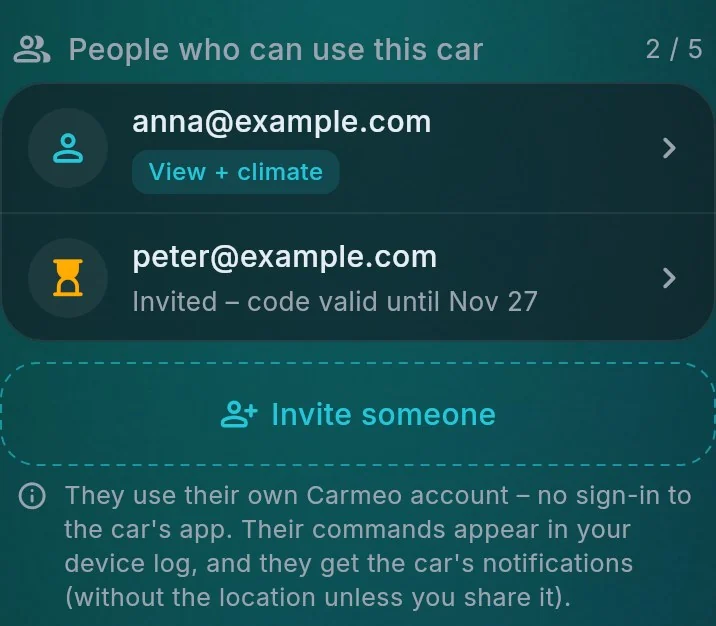 People who can use this car
2 / 5
anna@example.com
View + climate
peter@example.com
Invited – code valid until Nov 27
Invite someone
They use their own Carmeo account – no sign-in to
the car's app. Their commands appear in your
device log, and they get the car's notifications
(without the location unless you share it).